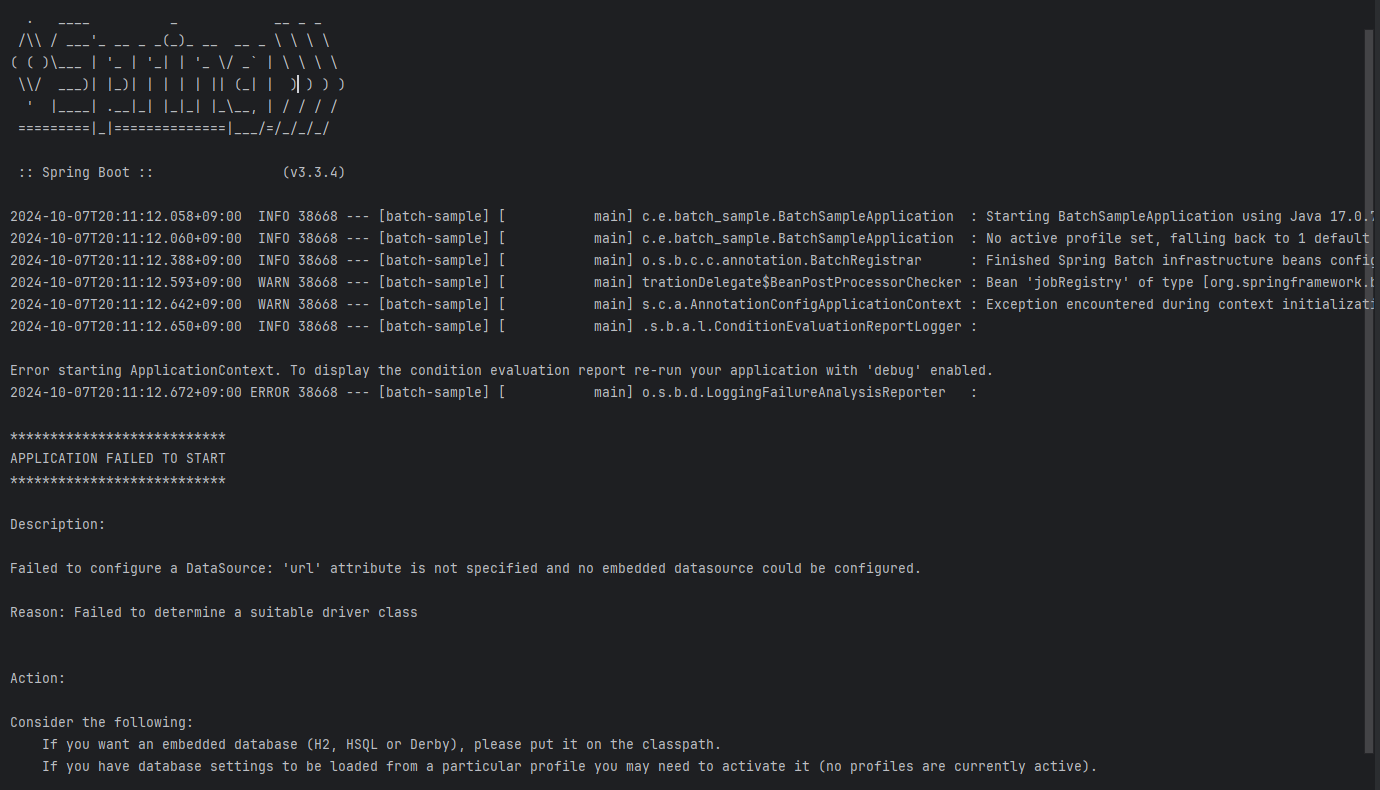 .   ____          _            __ _ _
 /\\ / ___'_ __ _ _(_)_ __  __ _ \ \ \ \
( ( )\___ | '_ | '_| | '_ \/ _` | \ \ \ \
 \\/  ___)| |_)| | | | | || (_| |  ) ) ) )
  '  |____| .__|_| |_|_| |_\__, | / / / /
 =========|_|==============|___/=/_/_/_/
 :: Spring Boot ::                (v3.3.4)
2024-10-07T20:11:12.058+09:00  INFO 38668 --- [batch-sample] [           main] c.e.batch_sample.BatchSampleApplication  : Starting BatchSampleApplication using Java 17.0.7
2024-10-07T20:11:12.060+09:00  INFO 38668 --- [batch-sample] [           main] c.e.batch_sample.BatchSampleApplication  : No active profile set, falling back to 1 default
2024-10-07T20:11:12.388+09:00  INFO 38668 --- [batch-sample] [           main] o.s.b.c.c.annotation.BatchRegistrar      : Finished Spring Batch infrastructure beans config
2024-10-07T20:11:12.593+09:00  WARN 38668 --- [batch-sample] [           main] trationDelegate$BeanPostProcessorChecker : Bean 'jobRegistry' of type [org.springframework.b
2024-10-07T20:11:12.642+09:00  WARN 38668 --- [batch-sample] [           main] s.c.a.AnnotationConfigApplicationContext : Exception encountered during context initializati
2024-10-07T20:11:12.650+09:00  INFO 38668 --- [batch-sample] [           main] .s.b.a.l.ConditionEvaluationReportLogger :
Error starting ApplicationContext. To display the condition evaluation report re-run your application with 'debug' enabled.
2024-10-07T20:11:12.672+09:00 ERROR 38668 --- [batch-sample] [           main] o.s.b.d.LoggingFailureAnalysisReporter   :
***************************
APPLICATION FAILED TO START
***************************
Description:
Failed to configure a DataSource: 'url' attribute is not specified and no embedded datasource could be configured.
Reason: Failed to determine a suitable driver class
Action:
Consider the following:
    If you want an embedded database (H2, HSQL or Derby), please put it on the classpath.
    If you have database settings to be loaded from a particular profile you may need to activate it (no profiles are currently active).